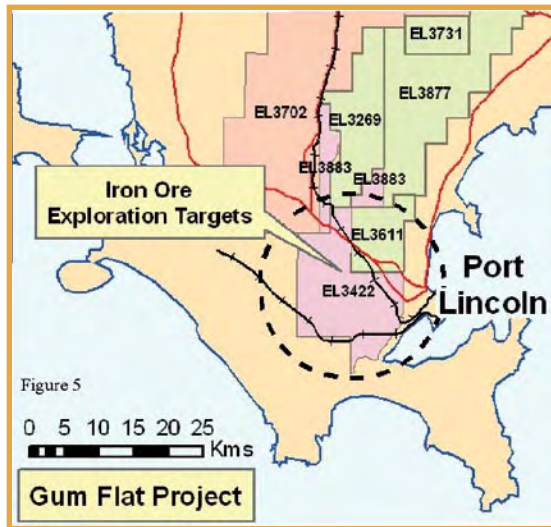 EL3731
EL3877
EL3702
EL3269
EL3883
EL3883
Iron Ore
Exploration Targets
EL3611
EL3422
Port
Lincoln
Figure 5
0 5 10 15 20 25
Kms
Gum Flat Project